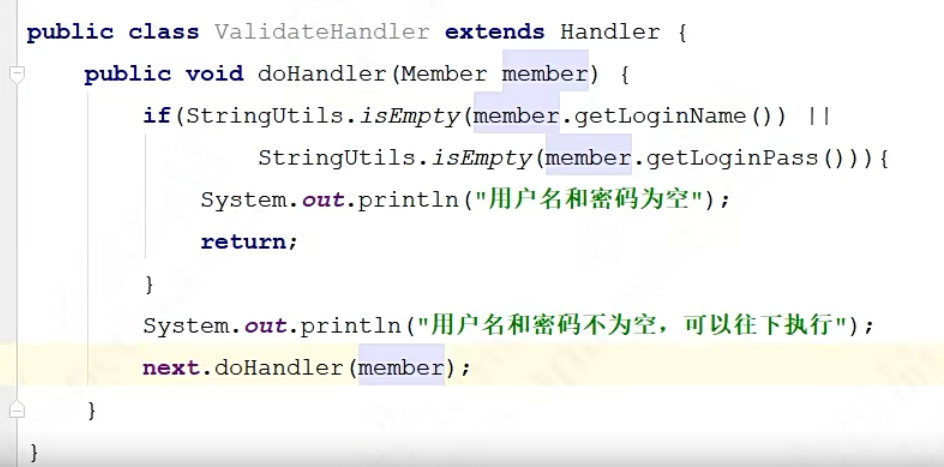 public class ValidateHandler extends Handler {
    public void doHandler(Member member) {
        if(StringUtils.isEmpty(member.getLoginName()) ||
                StringUtils.isEmpty(member.getLoginPass())){
            System.out.println("用户名和密码为空");
            return;
        }
        System.out.println("用户名和密码不为空，可以往下执行");
        next.doHandler(member);
    }
}